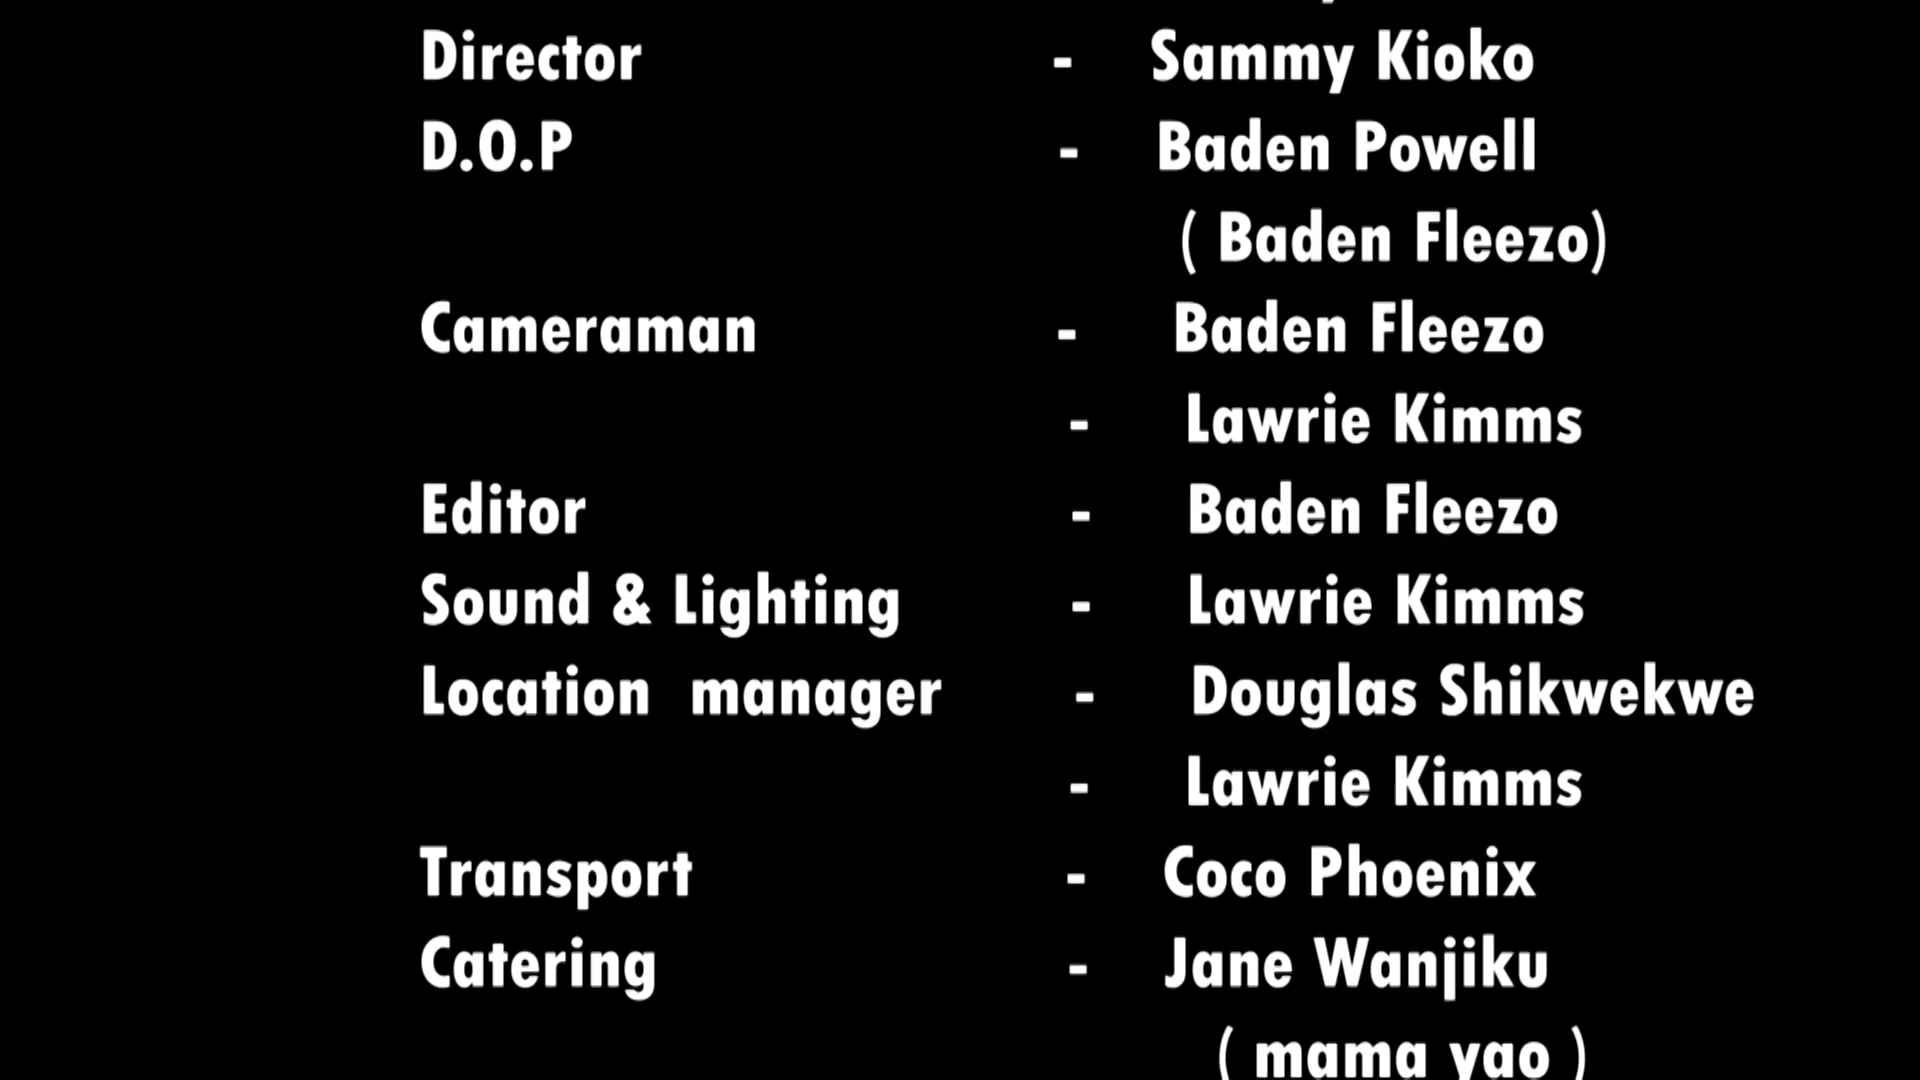 Director - Sammy Kioko
D.O.P - Baden Powell
( Baden Fleezo)
Cameraman - Baden Fleezo
- Lawrie Kimms
Editor - Baden Fleezo
Sound & Lighting - Lawrie Kimms
Location manager - Douglas Shikwekwe
- Lawrie Kimms
Transport - Coco Phoenix
Catering - Jane Wanjiku
( mama yao )